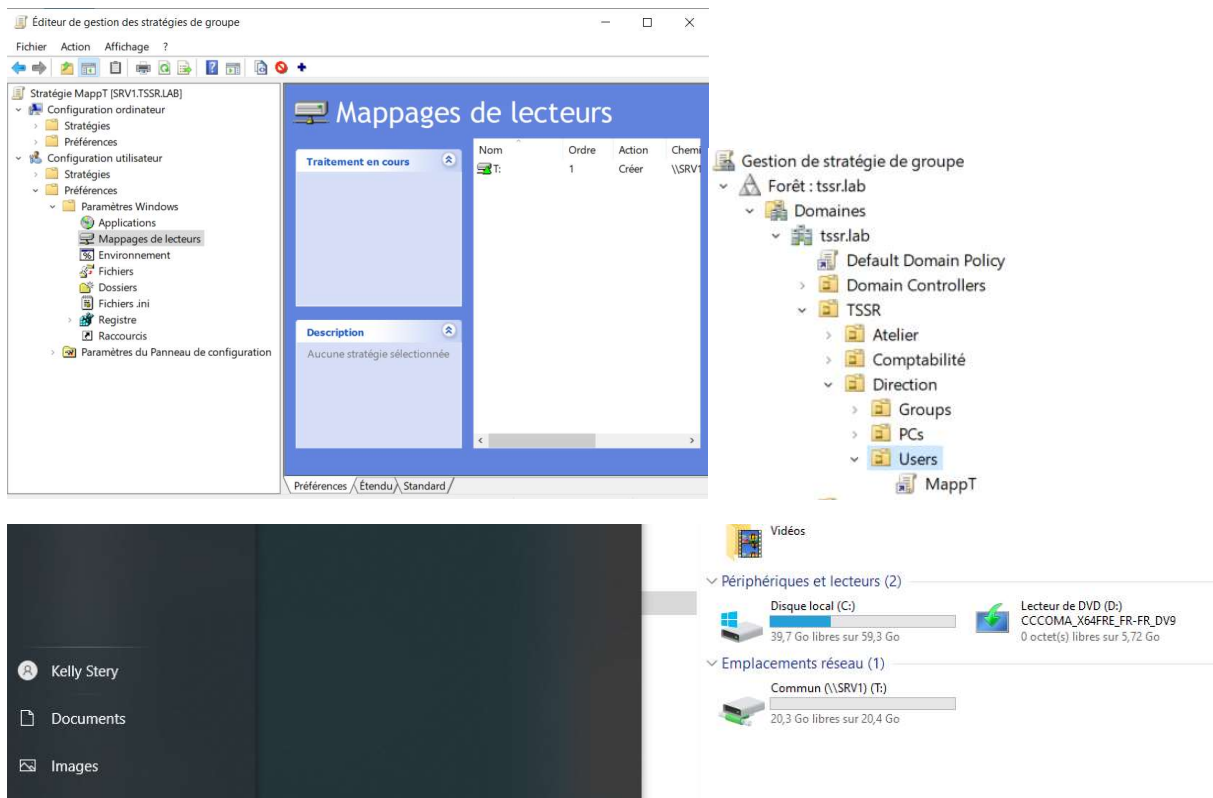 Éditeur de gestion des stratégies de groupe
Fichier Action Affichage ?
Stratégie MappT [SRV1.TSSR.LAB]
Configuration ordinateur
Stratégies
Préférences
Configuration utilisateur
Stratégies
Préférences
Paramètres Windows
Applications
Mappages de lecteurs
Environnement
Fichiers
Dossiers
Fichiers .ini
Registre
Raccourcis
Paramètres du Panneau de configuration
Mappages de lecteurs
Traitement en cours
Description
Aucune stratégie sélectionnée
Nom Ordre Action Chemi
T: 1 Créer \\SRV1
Préférences Étendu Standard
Gestion de stratégie de groupe
Forêt : tssr.lab
Domaines
tssr.lab
Default Domain Policy
Domain Controllers
TSSR
Atelier
Comptabilité
Direction
Groups
PCs
Users
MappT
Kelly Stery
Documents
Images
Vidéos
Périphériques et lecteurs (2)
Disque local (C:)
39,7 Go libres sur 59,3 Go
Lecteur de DVD (D:)
CCCOMA_X64FRE_FR-FR_DV9
0 octet(s) libres sur 5,72 Go
Emplacements réseau (1)
Commun (\\SRV1) (T:)
20,3 Go libres sur 20,4 Go